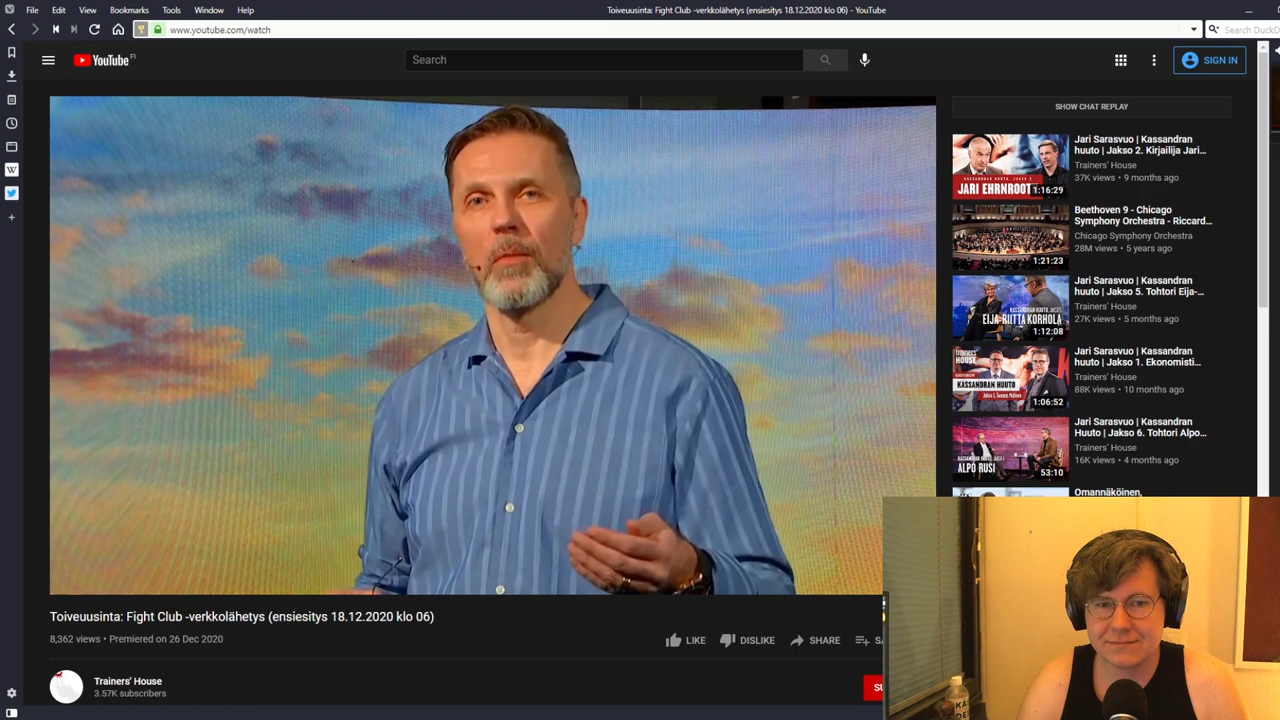 File Edit View Bookmarks Tools Window Help
Toiveuusinta: Fight Club -verkkolähetys (ensiesitys 18.12.2020 klo 06) - YouTube
www.youtube.com/watch
Search DuckD
YouTube FI
Search
SIGN IN
SHOW CHAT REPLAY
JARI EHRNROOT
1:16:29
Jari Sarasvuo | Kassandran
huuto | Jakso 2. Kirjailija Jari...
Trainers' House
37K views • 9 months ago
1:21:23
Beethoven 9 - Chicago
Symphony Orchestra - Riccard...
Chicago Symphony Orchestra
28M views • 5 years ago
EIJA-RIITTA KORHOLA
1:12:08
Jari Sarasvuo | Kassandran
huuto | Jakso 5. Tohtori Eija-...
Trainers' House
27K views • 5 months ago
HOUSE
KASSANDRAN HUUTO
1:06:52
Jari Sarasvuo | Kassandran
huuto | Jakso 1. Ekonomisti...
Trainers' House
88K views • 10 months ago
ALPO RUSI
53:10
Jari Sarasvuo | Kassandran
Huuto | Jakso 6. Tohtori Alpo...
Trainers' House
16K views • 4 months ago
Omannäköinen,
Toiveuusinta: Fight Club -verkkolähetys (ensiesitys 18.12.2020 klo 06)
8,362 views • Premiered on 26 Dec 2020
LIKE DISLIKE SHARE SA
Trainers' House
3.57K subscribers
SU